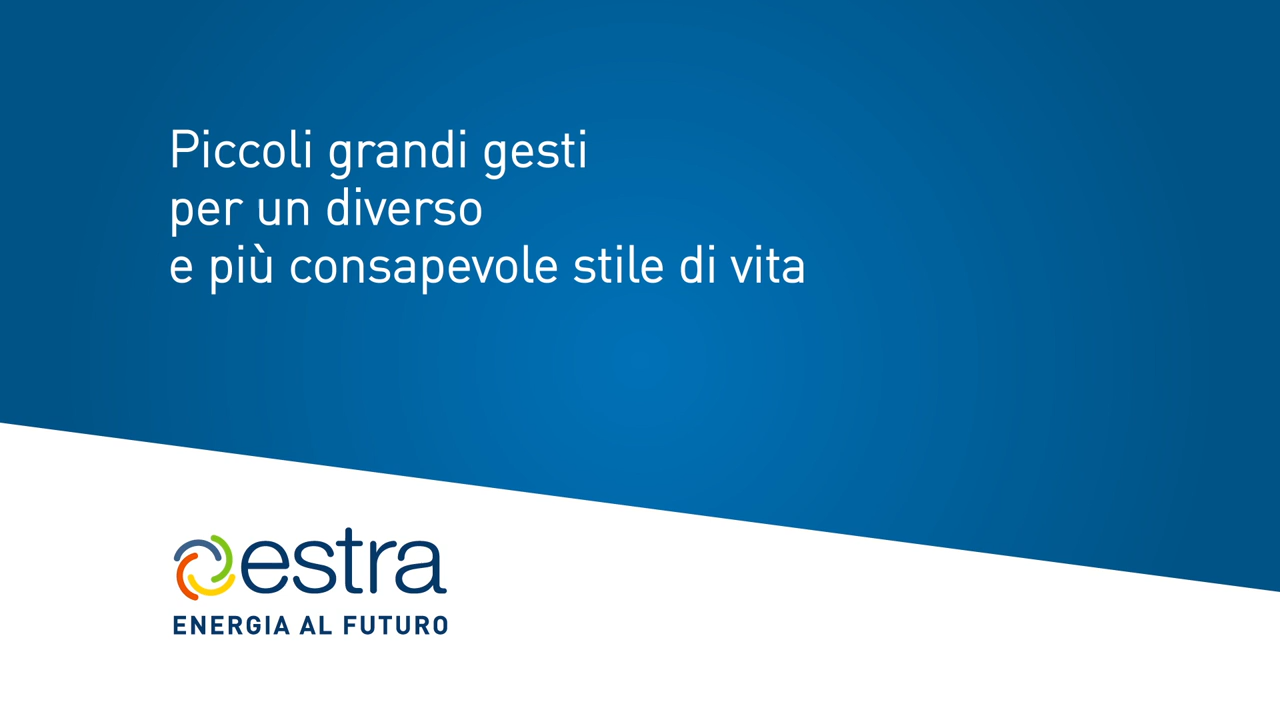 Piccoli grandi gesti
per un diverso
e più consapevole stile di vita
estra
ENERGIA AL FUTURO